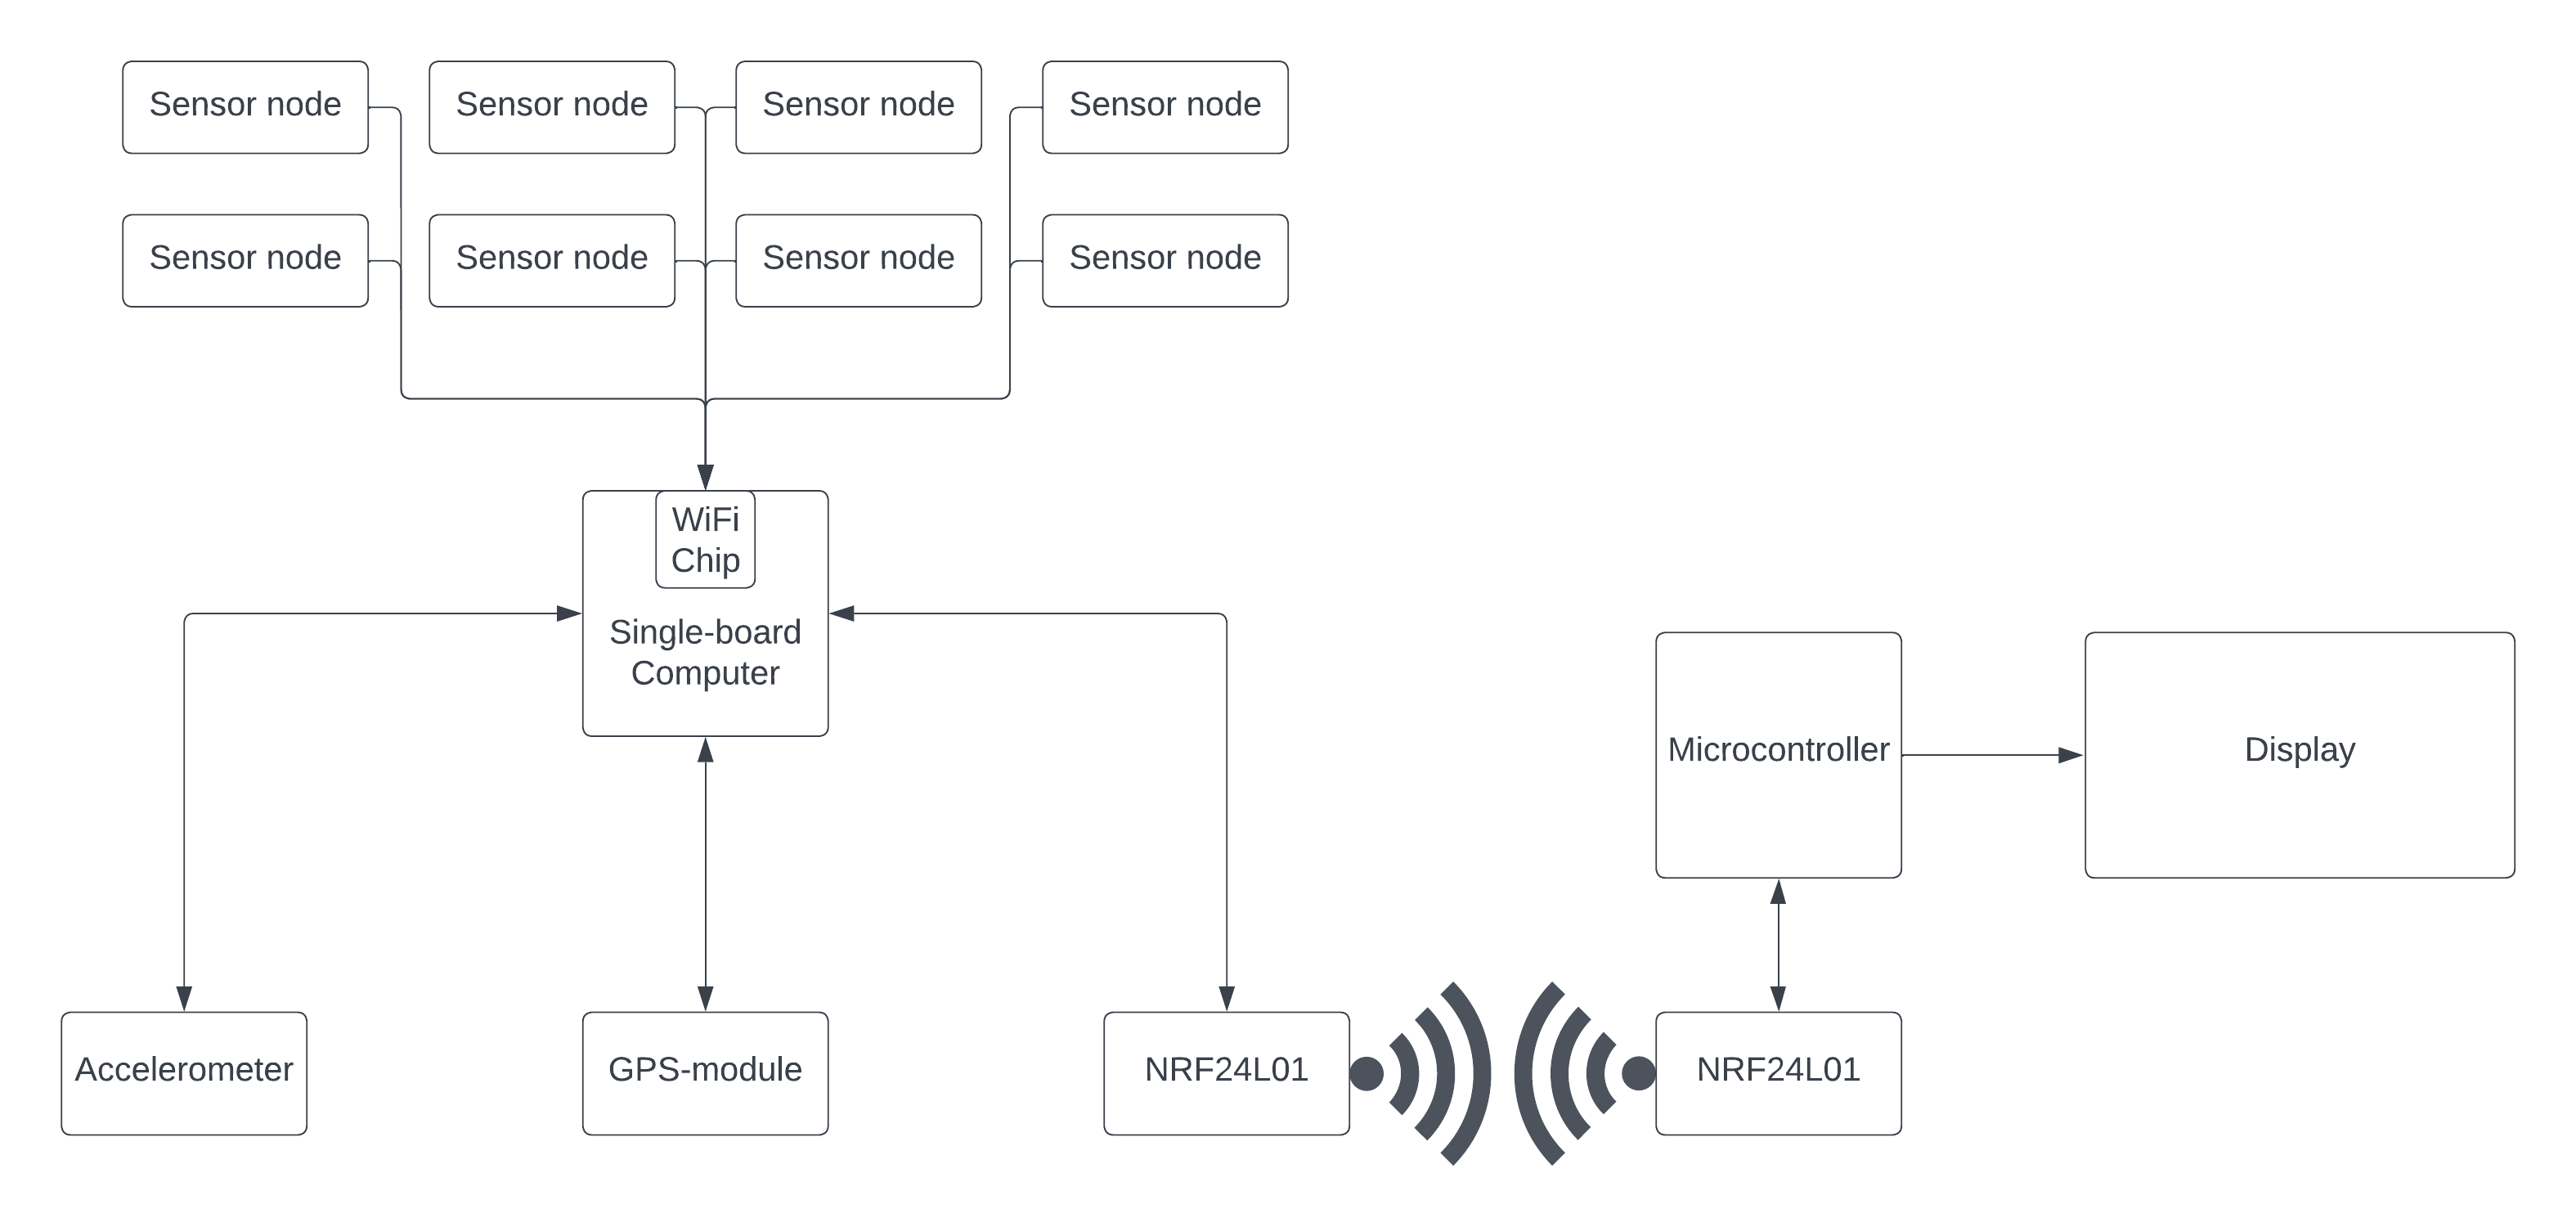 Sensor node
Sensor node
Sensor node
Sensor node
Sensor node
Sensor node
Sensor node
Sensor node
WiFi
Chip
Single-board
Computer
Microcontroller
Display
Accelerometer
GPS-module
NRF24L01
NRF24L01